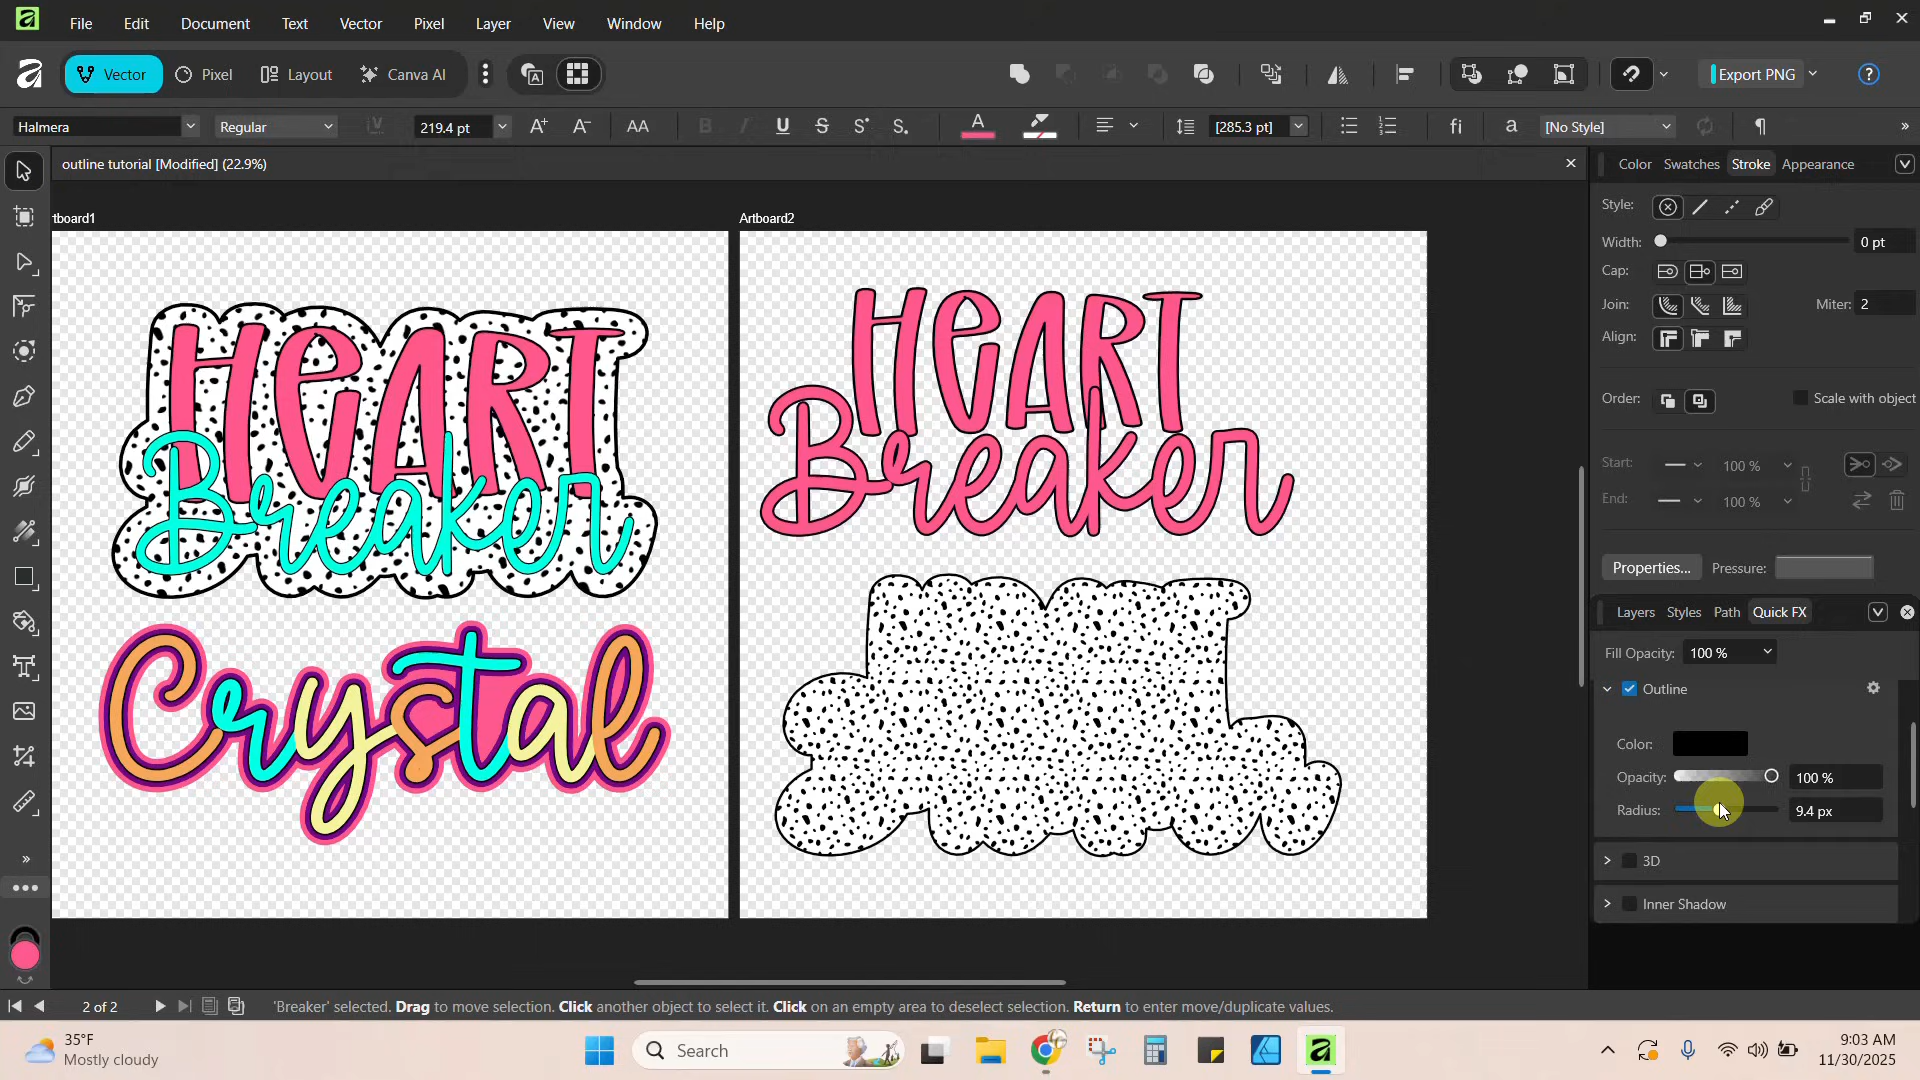 File Edit Document Text Vector Pixel Layer View Window Help
Vector Pixel Layout Canva AI Export PNG
Halmera Regular 219.4 pt [285.3 pt] [No Style]
outline tutorial [Modified] (22.9%)
Color Swatches Stroke Appearance
tboard1
Artboard2
Style:
Width: 0 pt
Cap:
Join: Miter: 2
Align:
Order: Scale with object
Start: 100 %
End: 100 %
Properties... Pressure:
HeART
Breaker
Crystal
HeART
Breaker
Layers Styles Path Quick FX
Fill Opacity: 100 %
Outline
Color:
Opacity: 100 %
Radius: 9.4 px
3D
Inner Shadow
2 of 2 'Breaker' selected. Drag to move selection. Click another object to select it. Click on an empty area to deselect selection. Return to enter move/duplicate values.
35°F
Mostly cloudy
Search
9:03 AM
11/30/2025